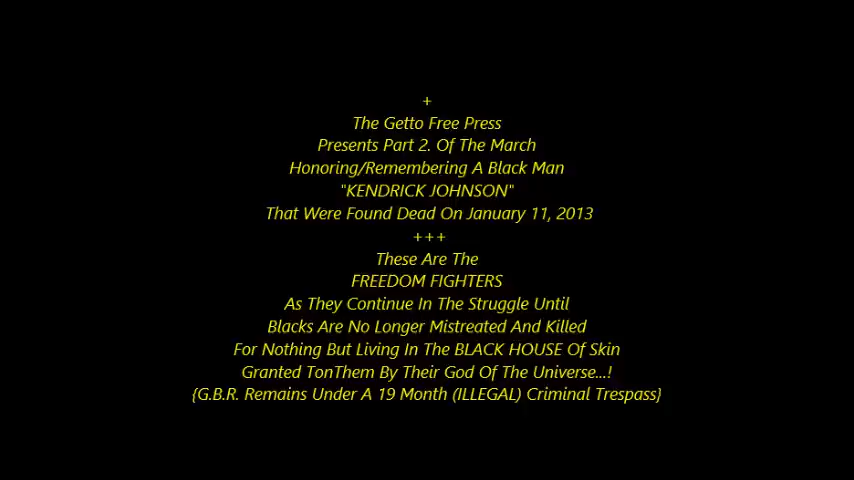 +
The Getto Free Press
Presents Part 2. Of The March
Honoring/Remembering A Black Man
"KENDRICK JOHNSON"
That Were Found Dead On January 11, 2013
+++
These Are The
FREEDOM FIGHTERS
As They Continue In The Struggle Until
Blacks Are No Longer Mistreated And Killed
For Nothing But Living In The BLACK HOUSE Of Skin
Granted TonThem By Their God Of The Universe...!
{G.B.R. Remains Under A 19 Month (ILLEGAL) Criminal Trespass}